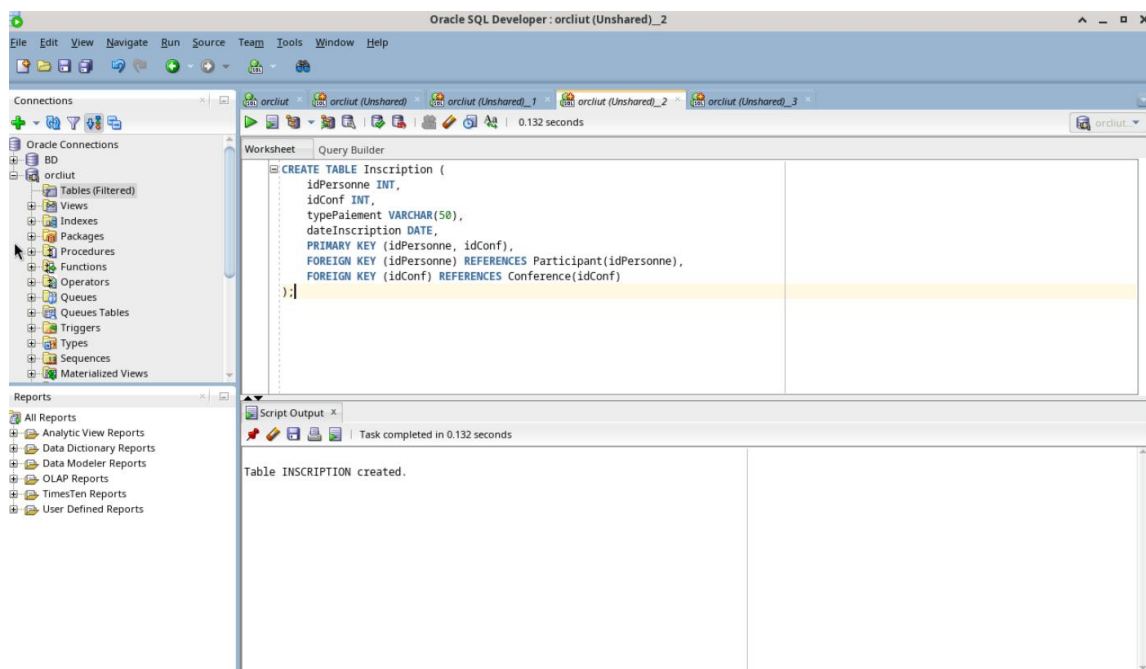 Oracle SQL Developer : orcliut (Unshared)__2
File Edit View Navigate Run Source Team Tools Window Help
Connections
Oracle Connections
BD
orcliut
Tables (Filtered)
Views
Indexes
Packages
Procedures
Functions
Operators
Queues
Queues Tables
Triggers
Types
Sequences
Materialized Views
Reports
All Reports
Analytic View Reports
Data Dictionary Reports
Data Modeler Reports
OLAP Reports
TimesTen Reports
User Defined Reports
orcliut orcliut (Unshared) orcliut (Unshared)__1 orcliut (Unshared)__2 orcliut (Unshared)__3
0.132 seconds
orcliut
Worksheet Query Builder
CREATE TABLE Inscription (
idPersonne INT,
idConf INT,
typePaiement VARCHAR(50),
dateInscription DATE,
PRIMARY KEY (idPersonne, idConf),
FOREIGN KEY (idPersonne) REFERENCES Participant(idPersonne),
FOREIGN KEY (idConf) REFERENCES Conference(idConf)
);
Script Output
Task completed in 0.132 seconds
Table INSCRIPTION created.